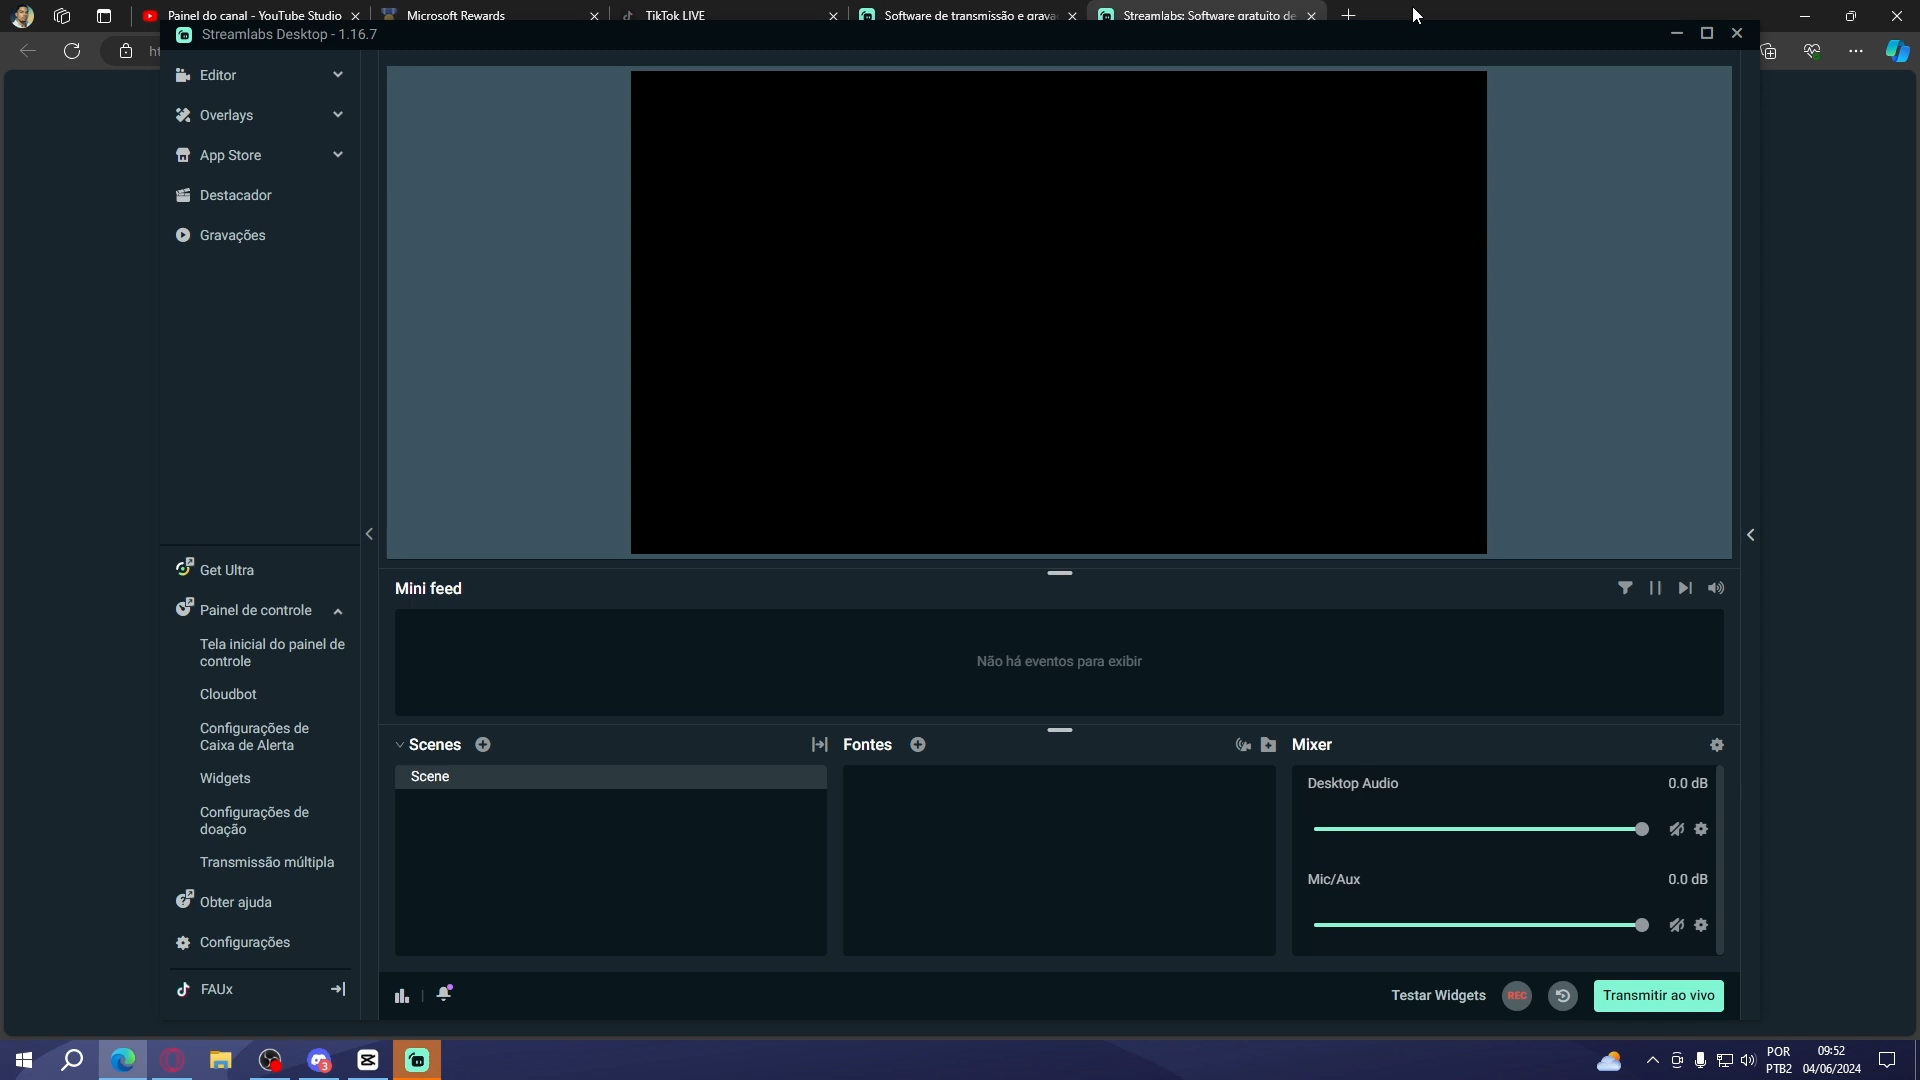 Painel do canal - YouTube Studio
Microsoft Rewards
TikTok LIVE
Software de transmissão e grava
Streamlabs: Software gratuito de
Streamlabs Desktop - 1.16.7
Editor
Overlays
App Store
Destacador
Gravações
Get Ultra
Painel de controle
Tela inicial do painel de
controle
Cloudbot
Configurações de
Caixa de Alerta
Widgets
Configurações de
doação
Transmissão múltipla
Obter ajuda
Configurações
FAUx
Mini feed
Não há eventos para exibir
Scenes
Scene
Fontes
Mixer
Desktop Audio 0.0 dB
Mic/Aux 0.0 dB
Testar Widgets
REC
Transmitir ao vivo
3
POR
PTB2
09:52
04/06/2024